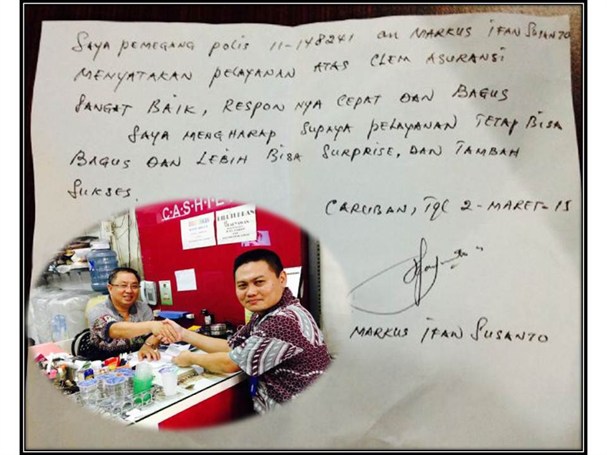 SAYA PEMEGANG POLIS 11-148241 an MARKUS IFAN SUSANTO
MENYATAKAN PELAYANAN ATAS CLEM ASURANSI
SANGAT BAIK, RESPON NYA CEPAT DAN BAGUS
SAYA MENGHARAP SUPAYA PELAYANAN TETAP BISA
BAGUS DAN LEBIH BISA SURPRISE, DAN TAMBAH
SUKSES.
CARUBAN, TGL 2-MARET-15
MARKUS IFAN SUSANTO
C·A·S·H·I